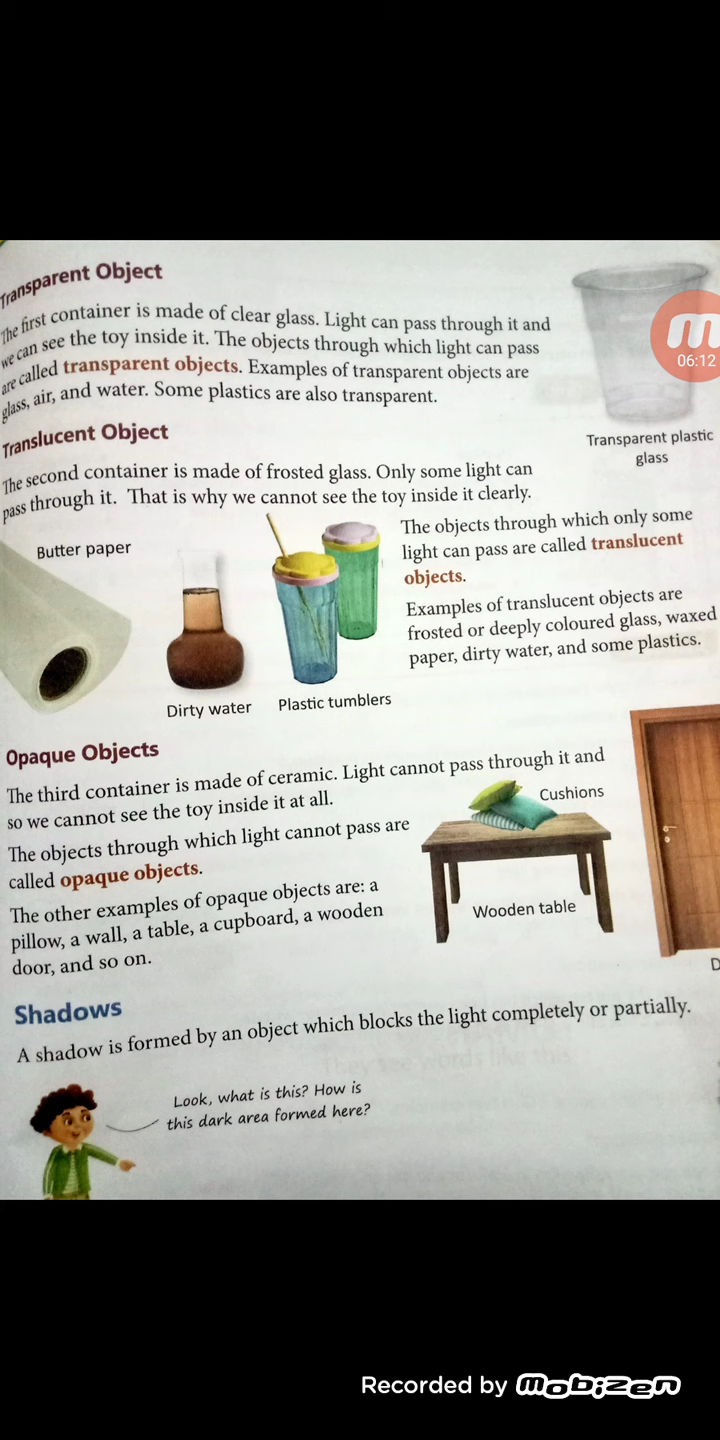 Transparent Object
The first container is made of clear glass. Light can pass through it and
we can see the toy inside it. The objects through which light can pass
are called transparent objects. Examples of transparent objects are
glass, air, and water. Some plastics are also transparent.
06:12
Transparent plastic
glass
Translucent Object
The second container is made of frosted glass. Only some light can
pass through it. That is why we cannot see the toy inside it clearly.
Butter paper
Dirty water
Plastic tumblers
The objects through which only some
light can pass are called translucent
objects.
Examples of translucent objects are
frosted or deeply coloured glass, waxed
paper, dirty water, and some plastics.
Opaque Objects
The third container is made of ceramic. Light cannot pass through it and
so we cannot see the toy inside it at all.
The objects through which light cannot pass are
called opaque objects.
The other examples of opaque objects are: a
pillow, a wall, a table, a cupboard, a wooden
door, and so on.
Cushions
Wooden table
D
Shadows
A shadow is formed by an object which blocks the light completely or partially.
Look, what is this? How is
this dark area formed here?
Recorded by mobizen